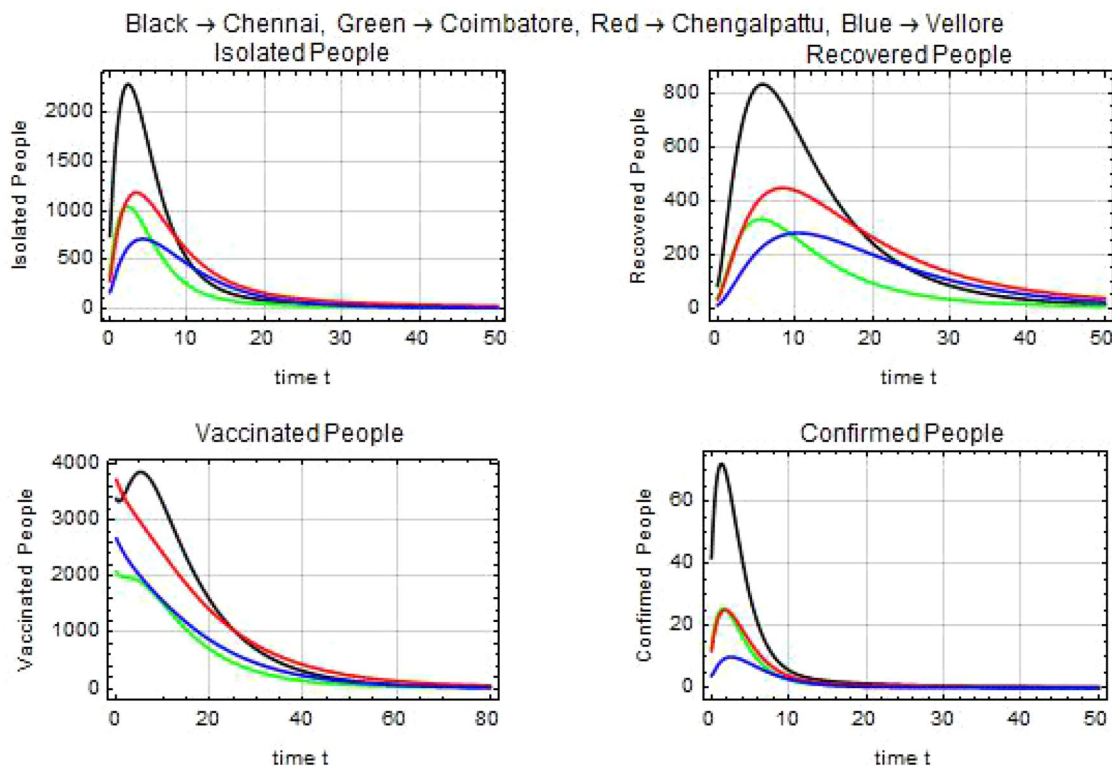 Black → Chennai, Green → Coimbatore, Red → Chengalpattu, Blue → Vellore
Isolated People
Isolated People
2000
1500
1000
500
0
0 10 20 30 40 50
time t
Recovered People
Recovered People
800
600
400
200
0
0 10 20 30 40 50
time t
Vaccinated People
Vaccinated People
4000
3000
2000
1000
0
0 20 40 60 80
time t
Confirmed People
Confirmed People
60
40
20
0
0 10 20 30 40 50
time t